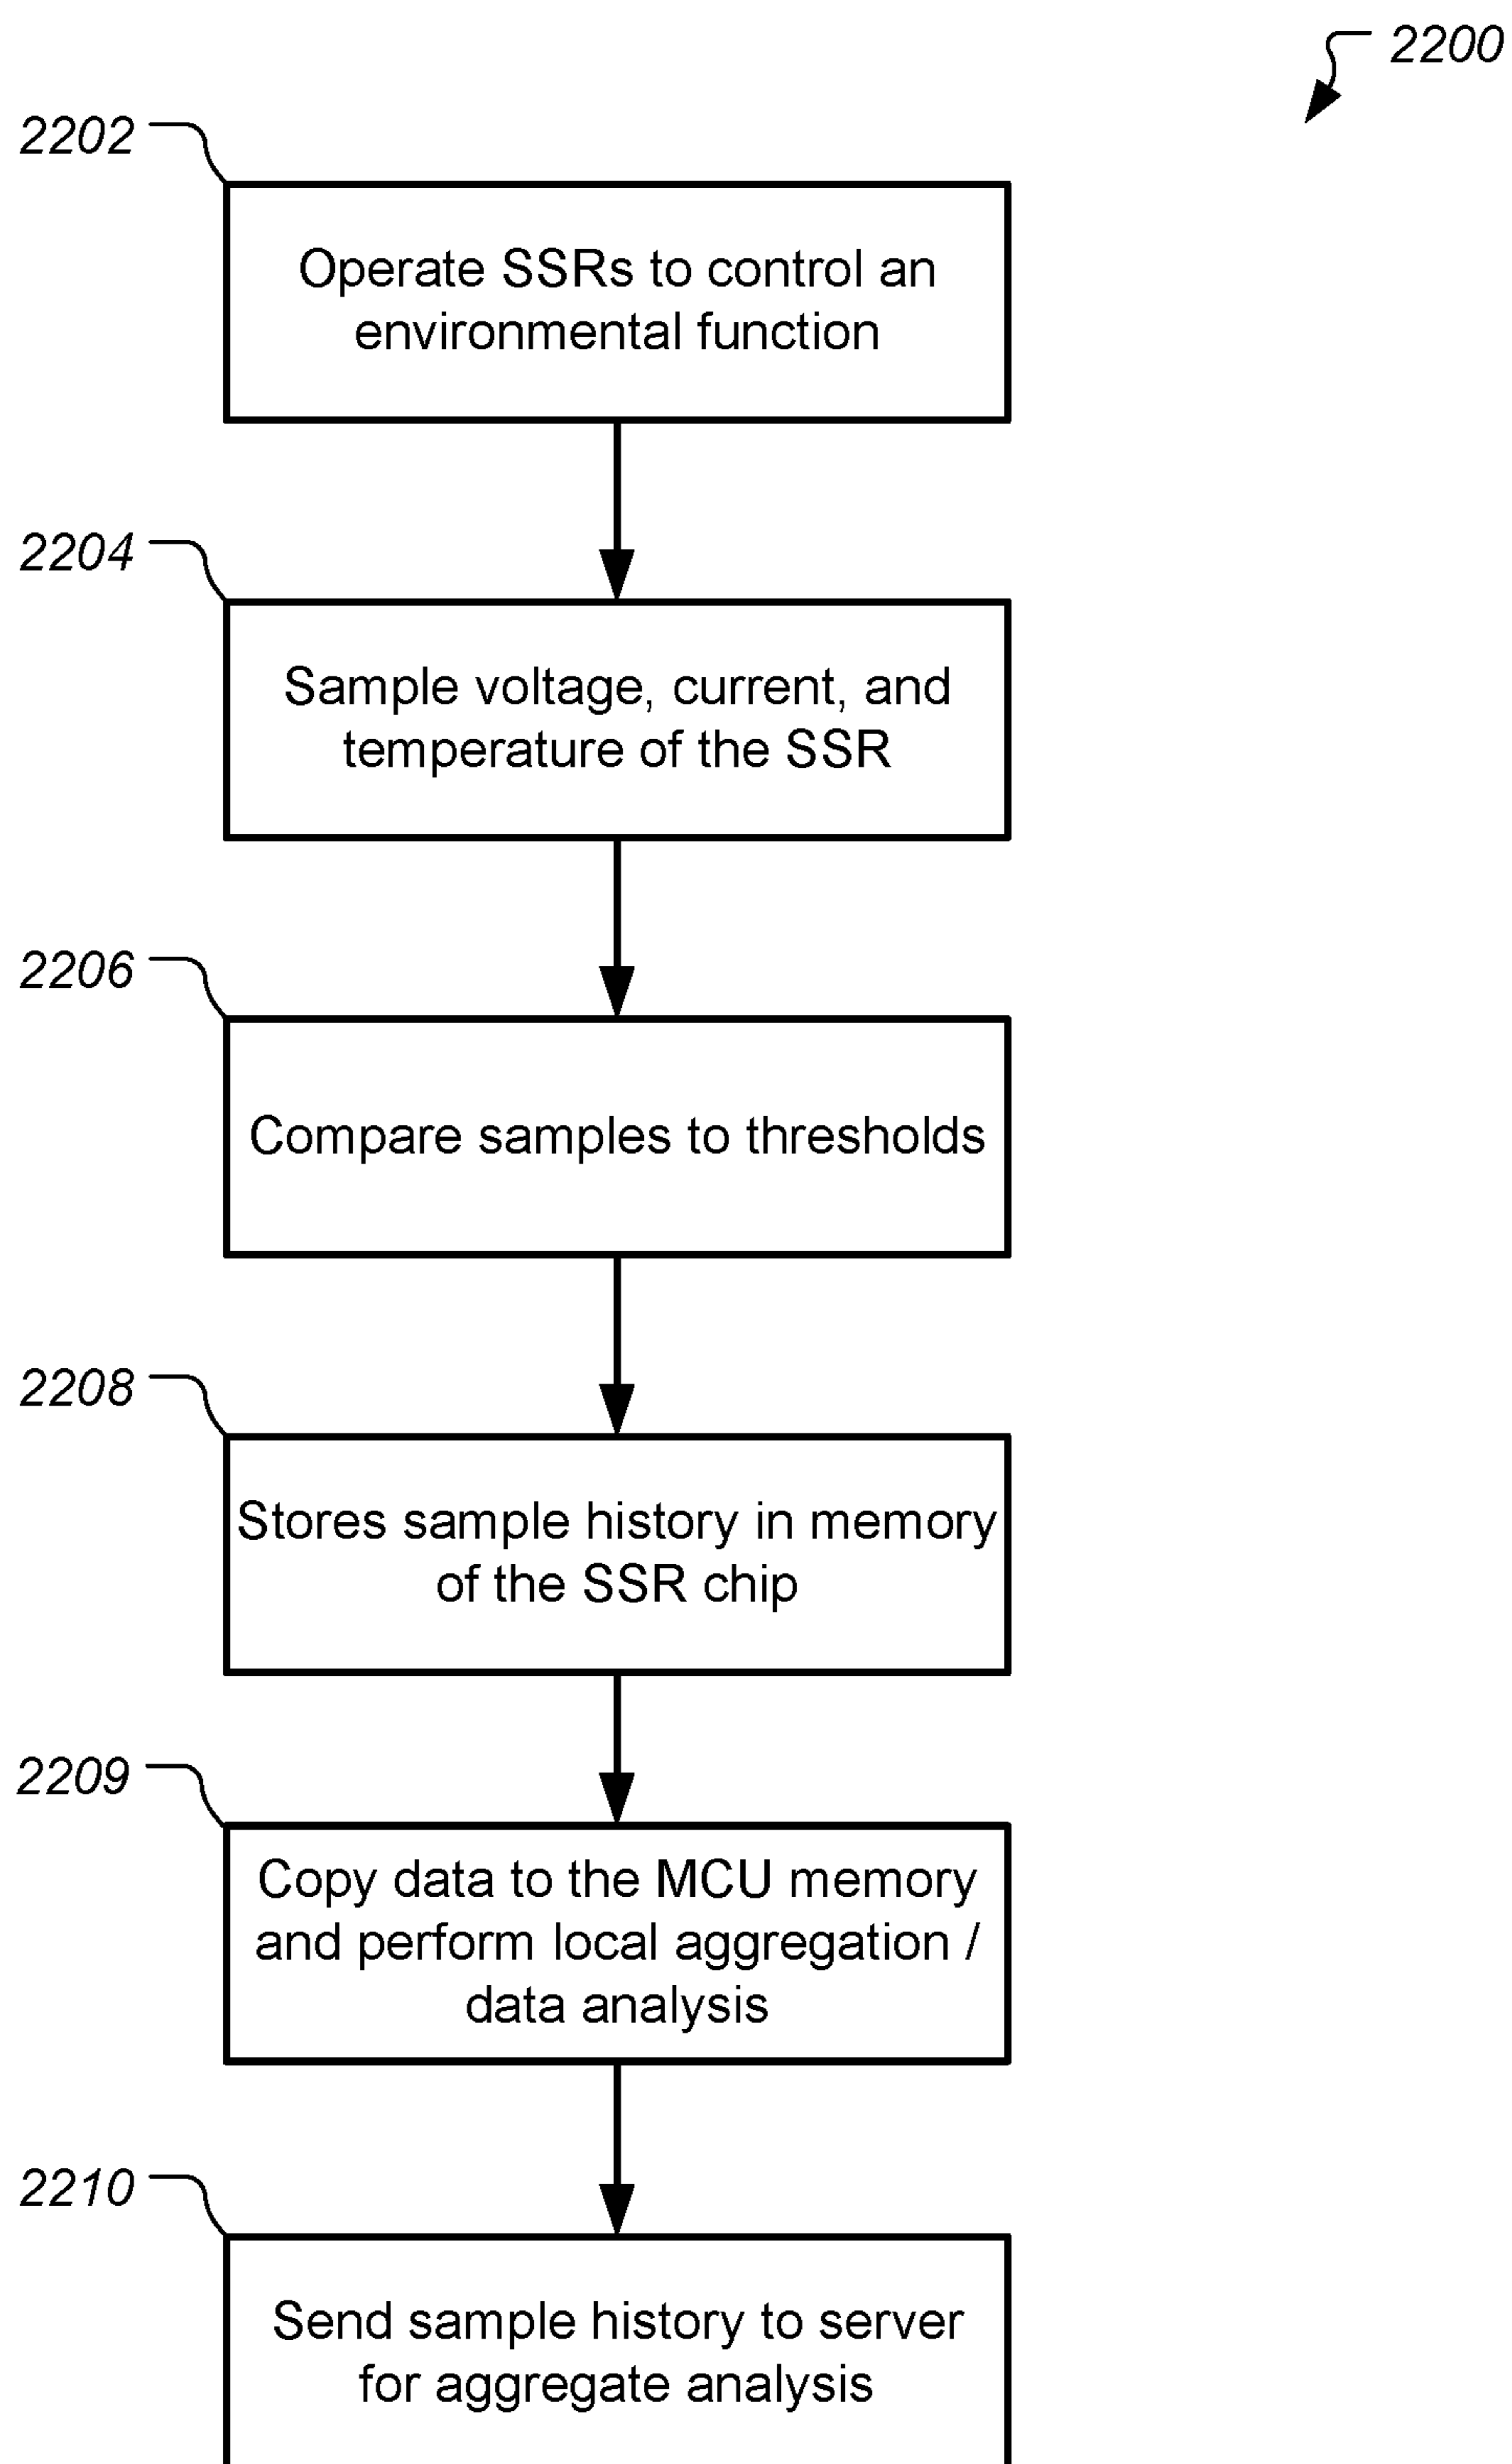 2200
2202
Operate SSRs to control an
environmental function
2204
Sample voltage, current, and
temperature of the SSR
2206
Compare samples to thresholds
2208
Stores sample history in memory
of the SSR chip
2209
Copy data to the MCU memory
and perform local aggregation /
data analysis
2210
Send sample history to server
for aggregate analysis